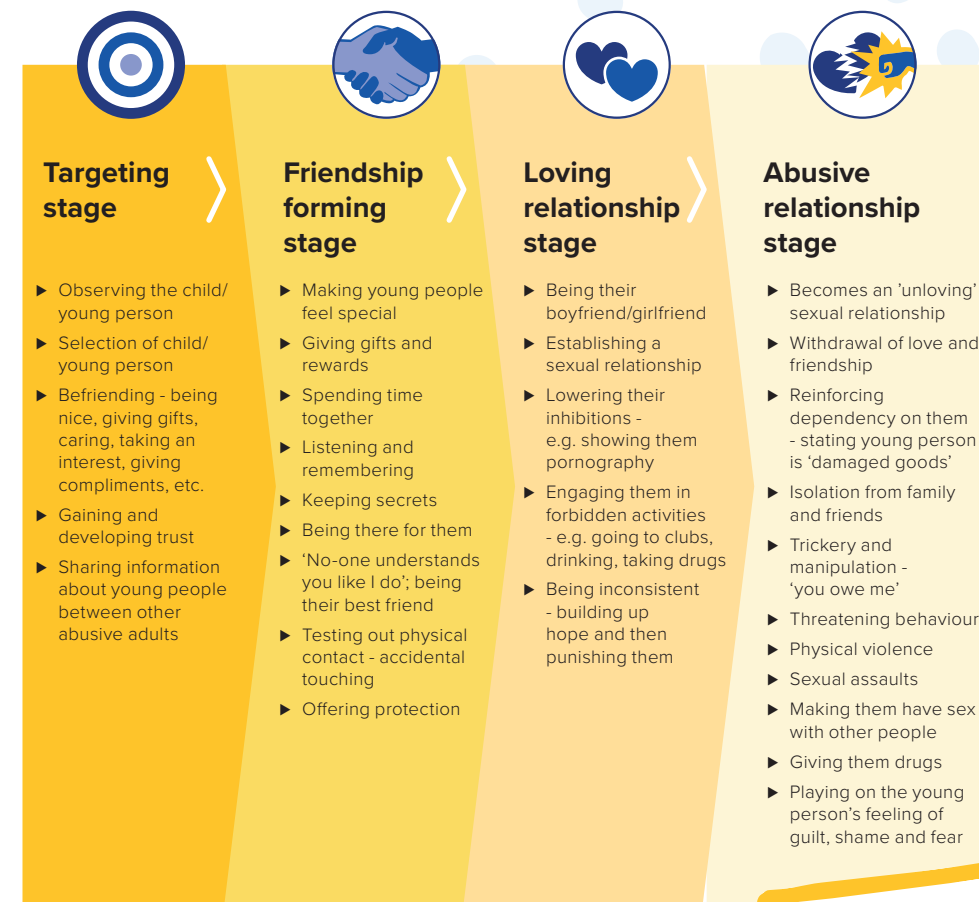 Targeting
stage
▶ Observing the child/
young person
▶ Selection of child/
young person
▶ Befriending - being
nice, giving gifts,
caring, taking an
interest, giving
compliments, etc.
▶ Gaining and
developing trust
▶ Sharing information
about young people
between other
abusive adults
Friendship
forming
stage
▶ Making young people
feel special
▶ Giving gifts and
rewards
▶ Spending time
together
▶ Listening and
remembering
▶ Keeping secrets
▶ Being there for them
▶ ‘No-one understands
you like I do’; being
their best friend
▶ Testing out physical
contact - accidental
touching
▶ Offering protection
Loving
relationship
stage
▶ Being their
boyfriend/girlfriend
▶ Establishing a
sexual relationship
▶ Lowering their
inhibitions -
e.g. showing them
pornography
▶ Engaging them in
forbidden activities
- e.g. going to clubs,
drinking, taking drugs
▶ Being inconsistent
- building up
hope and then
punishing them
Abusive
relationship
stage
▶ Becomes an ’unloving’
sexual relationship
▶ Withdrawal of love and
friendship
▶ Reinforcing
dependency on them
- stating young person
is ‘damaged goods’
▶ Isolation from family
and friends
▶ Trickery and
manipulation -
‘you owe me’
▶ Threatening behaviour
▶ Physical violence
▶ Sexual assaults
▶ Making them have sex
with other people
▶ Giving them drugs
▶ Playing on the young
person’s feeling of
guilt, shame and fear